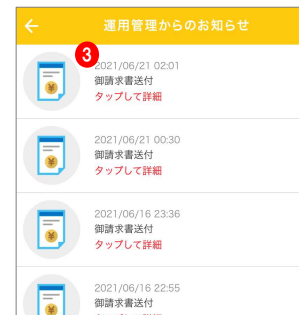 運用管理からのお知らせ
3
2021/06/21 02:01
御請求書送付
タップして詳細
2021/06/21 00:30
御請求書送付
タップして詳細
2021/06/16 23:36
御請求書送付
タップして詳細
2021/06/16 22:55
御請求書送付